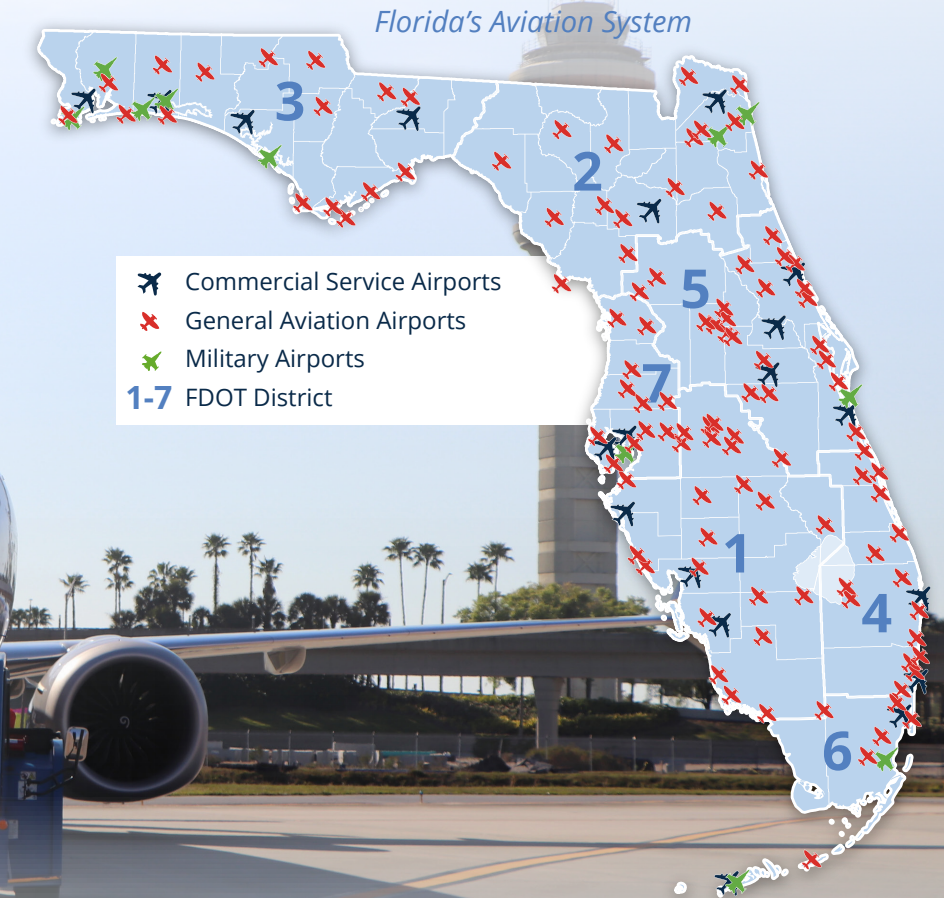 Florida's Aviation System
3
2
5
Commercial Service Airports
General Aviation Airports
Military Airports
1-7 FDOT District
7
1
4
6